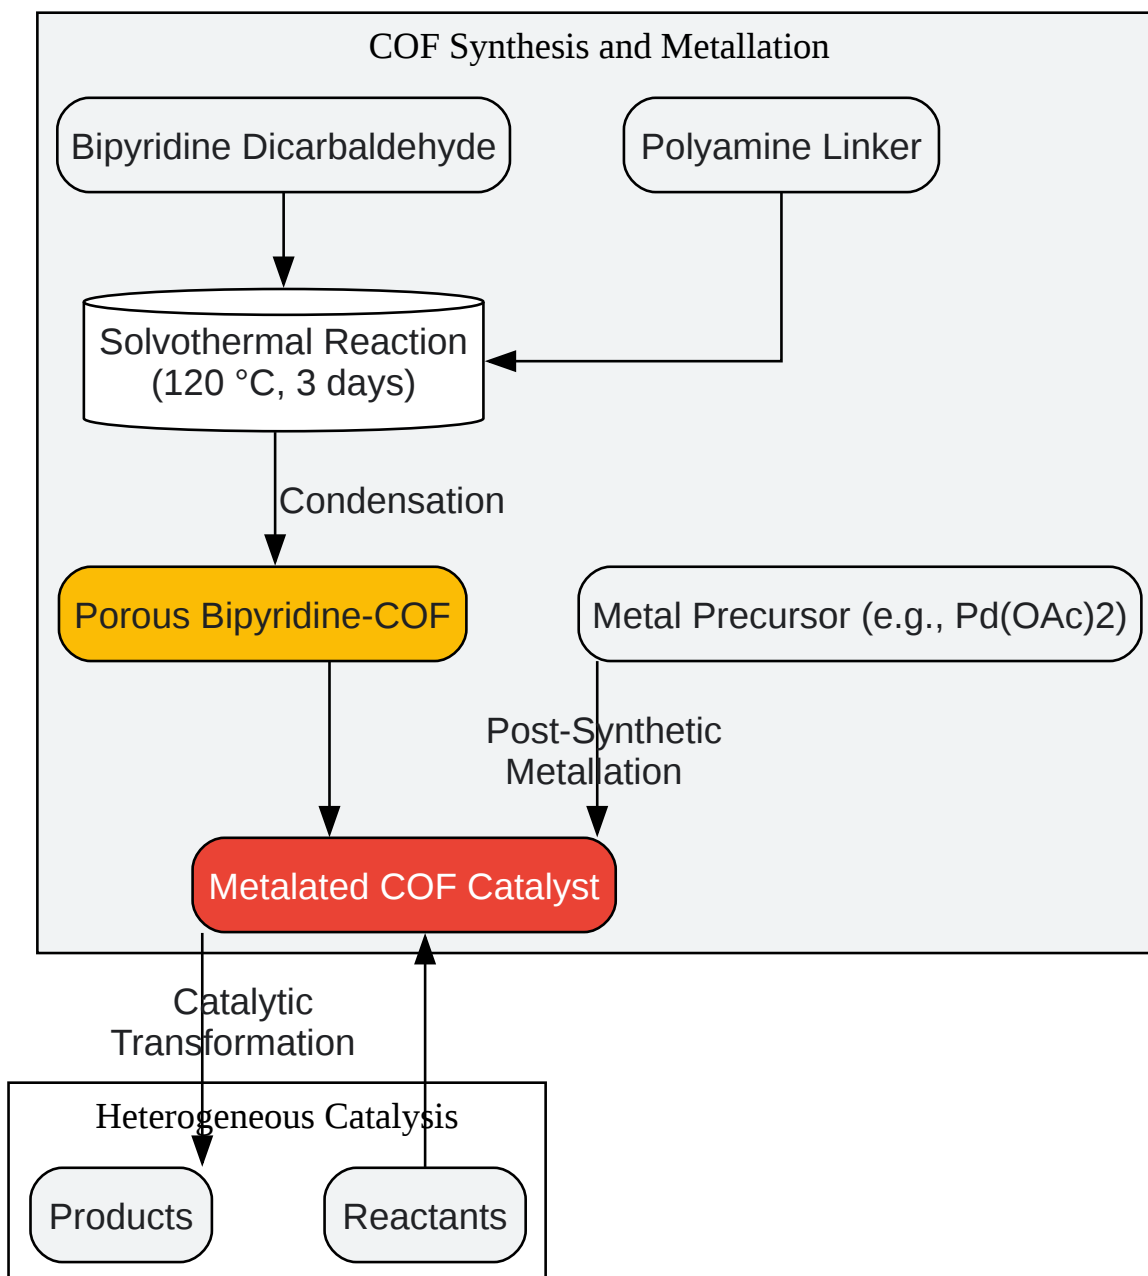 COF Synthesis and Metallation
Bipyridine Dicarbaldehyde
Polyamine Linker
Solvothermal Reaction
(120 °C, 3 days)
Condensation
Porous Bipyridine-COF
Metal Precursor (e.g., Pd(OAc)2)
Post-Synthetic
Metallation
Metalated COF Catalyst
Catalytic
Transformation
Heterogeneous Catalysis
Products
Reactants